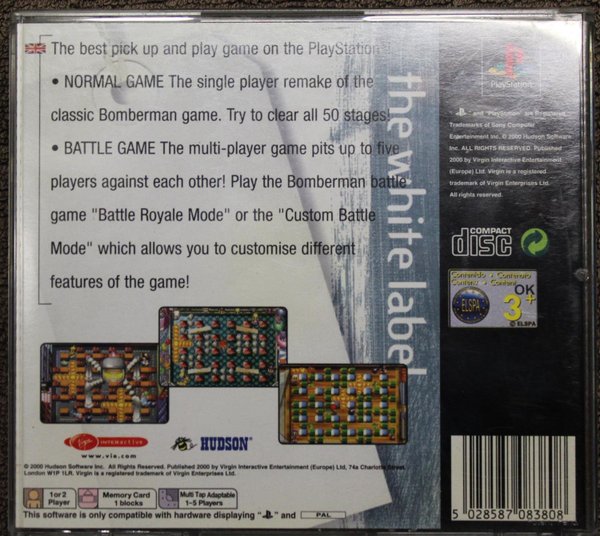 The best pick up and play game on the PlayStation!
• NORMAL GAME The single player remake of the
classic Bomberman game. Try to clear all 50 stages!
• BATTLE GAME The multi-player game pits up to five
players against each other! Play the Bomberman battle
game "Battle Royale Mode" or the "Custom Battle
Mode" which allows you to customise different
features of the game!
the white label
PlayStation
" and "PlayStation" are Registered
Trademarks of Sony Computer
Entertainment Inc. © 2000 Hudson Software
Inc. ALL RIGHTS RESERVED. Published
2000 by Virgin Interactive Entertainment
(Europe) Ltd. Virgin is a registered
trademark of Virgin Enterprises Ltd.
COMPACT
disc
Contenido • Contenuto
Contenu • Content
ELSPA
OK
3+
© ELSPA
Virgin INTERACTIVE
www.vie.com
HUDSON
© 2000 Hudson Software Inc. All Rights Reserved. Published 2000 by Virgin Interactive Entertainment (Europe) Ltd, 74a Charlotte Street,
London W1P 1LR. Virgin is a registered trademark of Virgin Enterprises Ltd.
1 or 2
Player
Memory Card
1 blocks
Multi Tap Adaptable
1-5 Players
This software is only compatible with hardware displaying " " and PAL
5 028587 083808